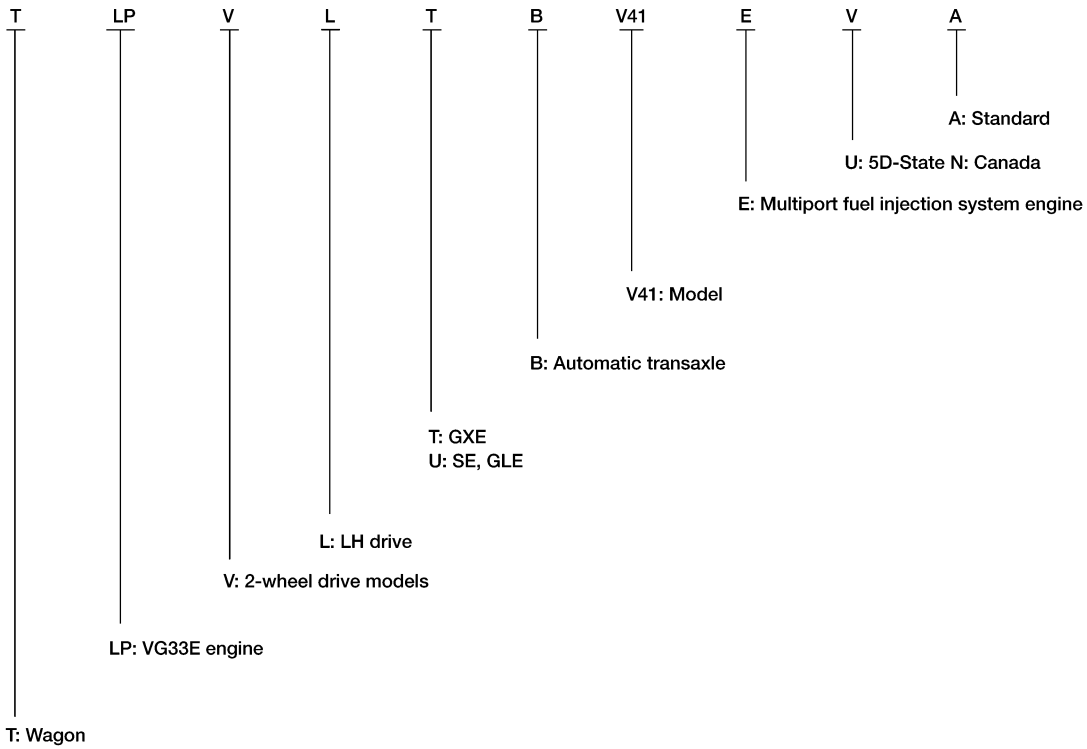 T LP V L T B V41 E V A
A: Standard
U: 5D-State N: Canada
E: Multiport fuel injection system engine
V41: Model
B: Automatic transaxle
T: GXE
U: SE, GLE
L: LH drive
V: 2-wheel drive models
LP: VG33E engine
T: Wagon